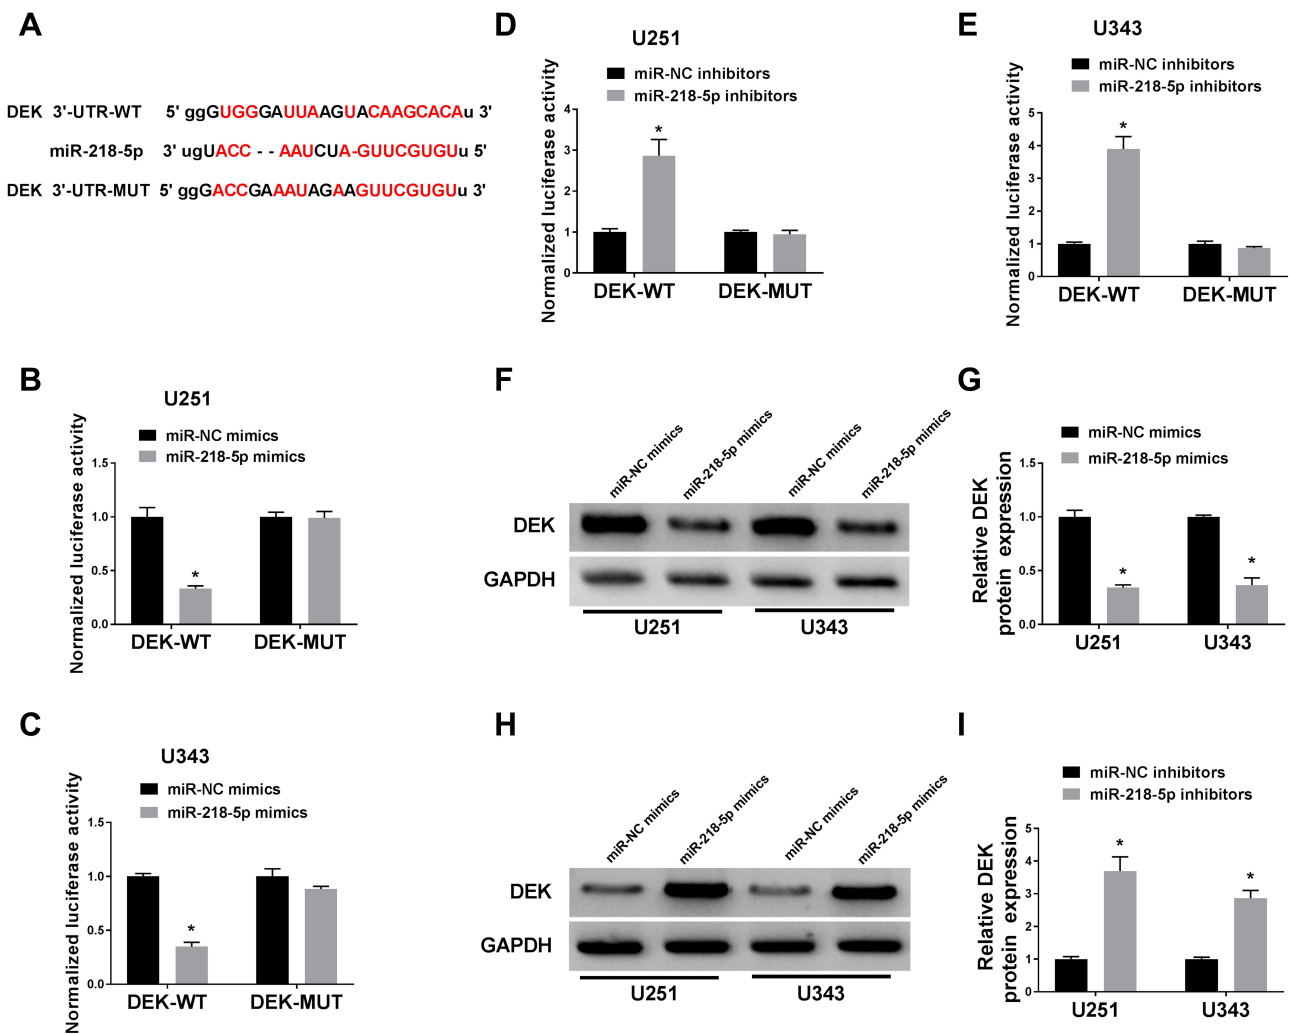 A
DEK 3'-UTR-WT 5' ggGUGGGAUUAAGUACAAGCACAu 3'
miR-218-5p 3' ugUACC - - AAUCUA-GUUCGUGUu 5'
DEK 3'-UTR-MUT 5' ggGACCGAAAUAGAAGUUCGUGUu 3'
D
U251
miR-NC inhibitors
miR-218-5p inhibitors
Normalized luciferase activity
4
3
2
1
0
*
DEK-WT DEK-MUT
E
U343
miR-NC inhibitors
miR-218-5p inhibitors
Normalized luciferase activity
5
4
3
2
1
0
*
DEK-WT DEK-MUT
B
U251
miR-NC mimics
miR-218-5p mimics
Normalized luciferase activity
1.5
1.0
0.5
0.0
*
DEK-WT DEK-MUT
F
miR-NC mimics
miR-218-5p mimics
miR-NC mimics
miR-218-5p mimics
DEK
GAPDH
U251 U343
G
miR-NC mimics
miR-218-5p mimics
Relative DEK
protein expression
1.5
1.0
0.5
0.0
*
*
U251 U343
C
U343
miR-NC mimics
miR-218-5p mimics
Normalized luciferase activity
1.5
1.0
0.5
0.0
*
DEK-WT DEK-MUT
H
miR-NC mimics
miR-218-5p mimics
miR-NC mimics
miR-218-5p mimics
DEK
GAPDH
U251 U343
I
miR-NC inhibitors
miR-218-5p inhibitors
Relative DEK
protein expression
5
4
3
2
1
0
*
*
U251 U343